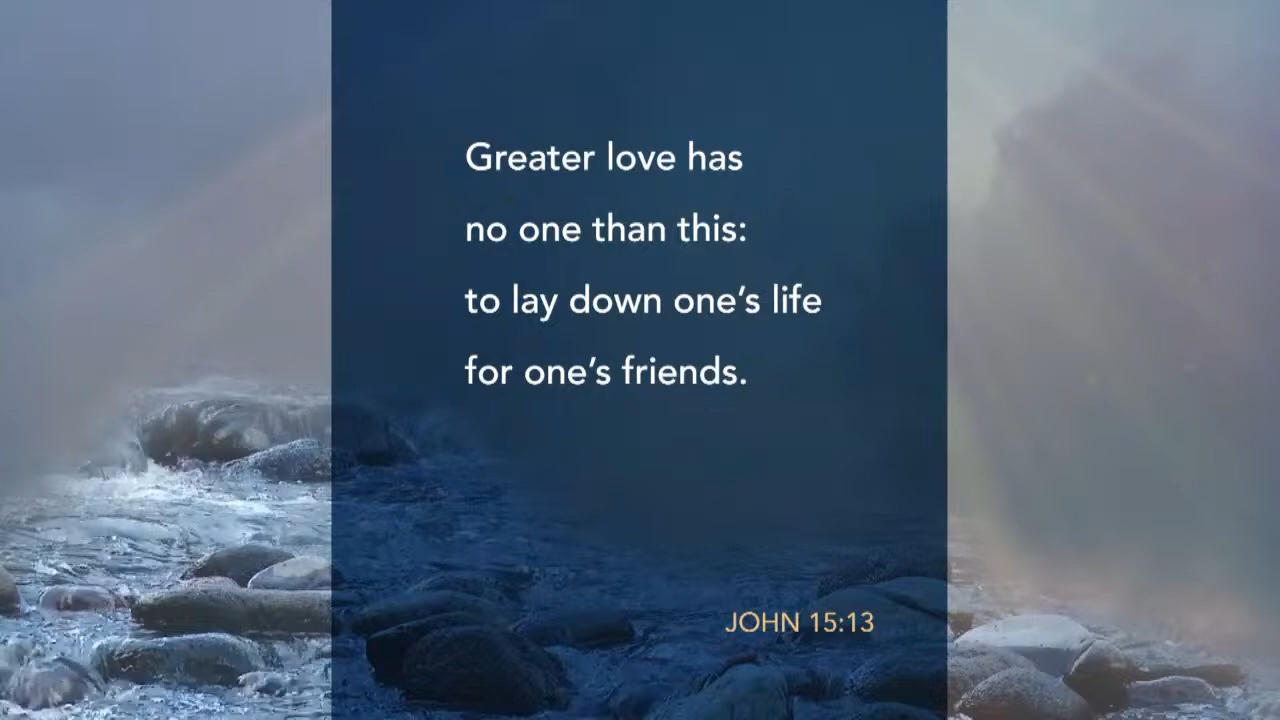 Greater love has
no one than this:
to lay down one’s life
for one’s friends.
JOHN 15:13